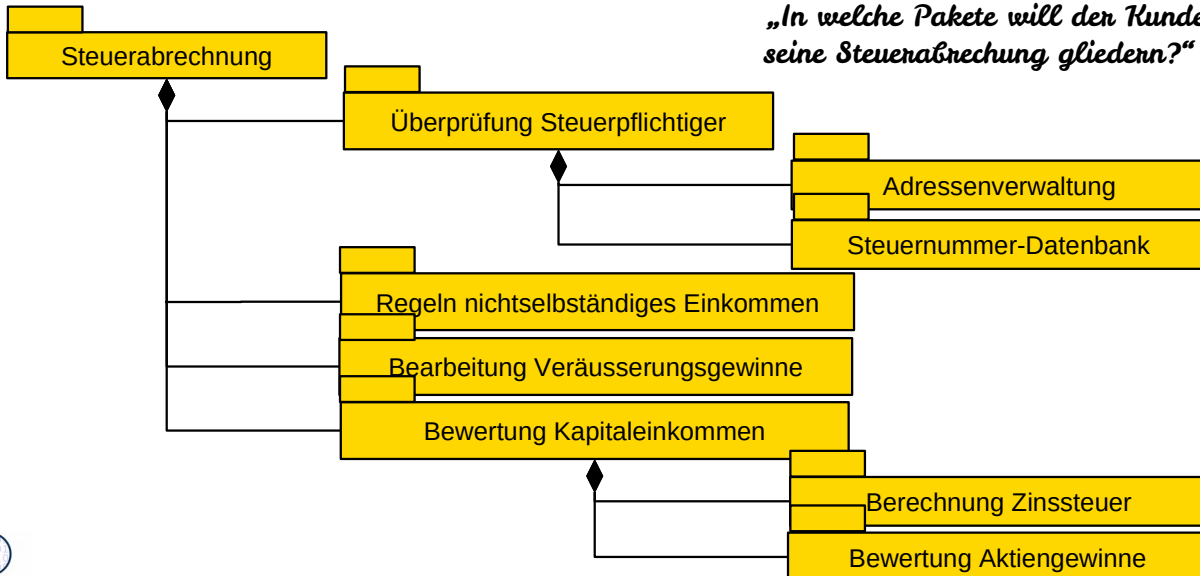 „In welche Pakete will der Kunde
seine Steuerabrechung gliedern?“
Steuerabrechnung
Überprüfung Steuerpflichtiger
Adressenverwaltung
Steuernummer-Datenbank
Regeln nichtselbständiges Einkommen
Bearbeitung Veräusserungsgewinne
Bewertung Kapitaleinkommen
Berechnung Zinssteuer
Bewertung Aktiengewinne